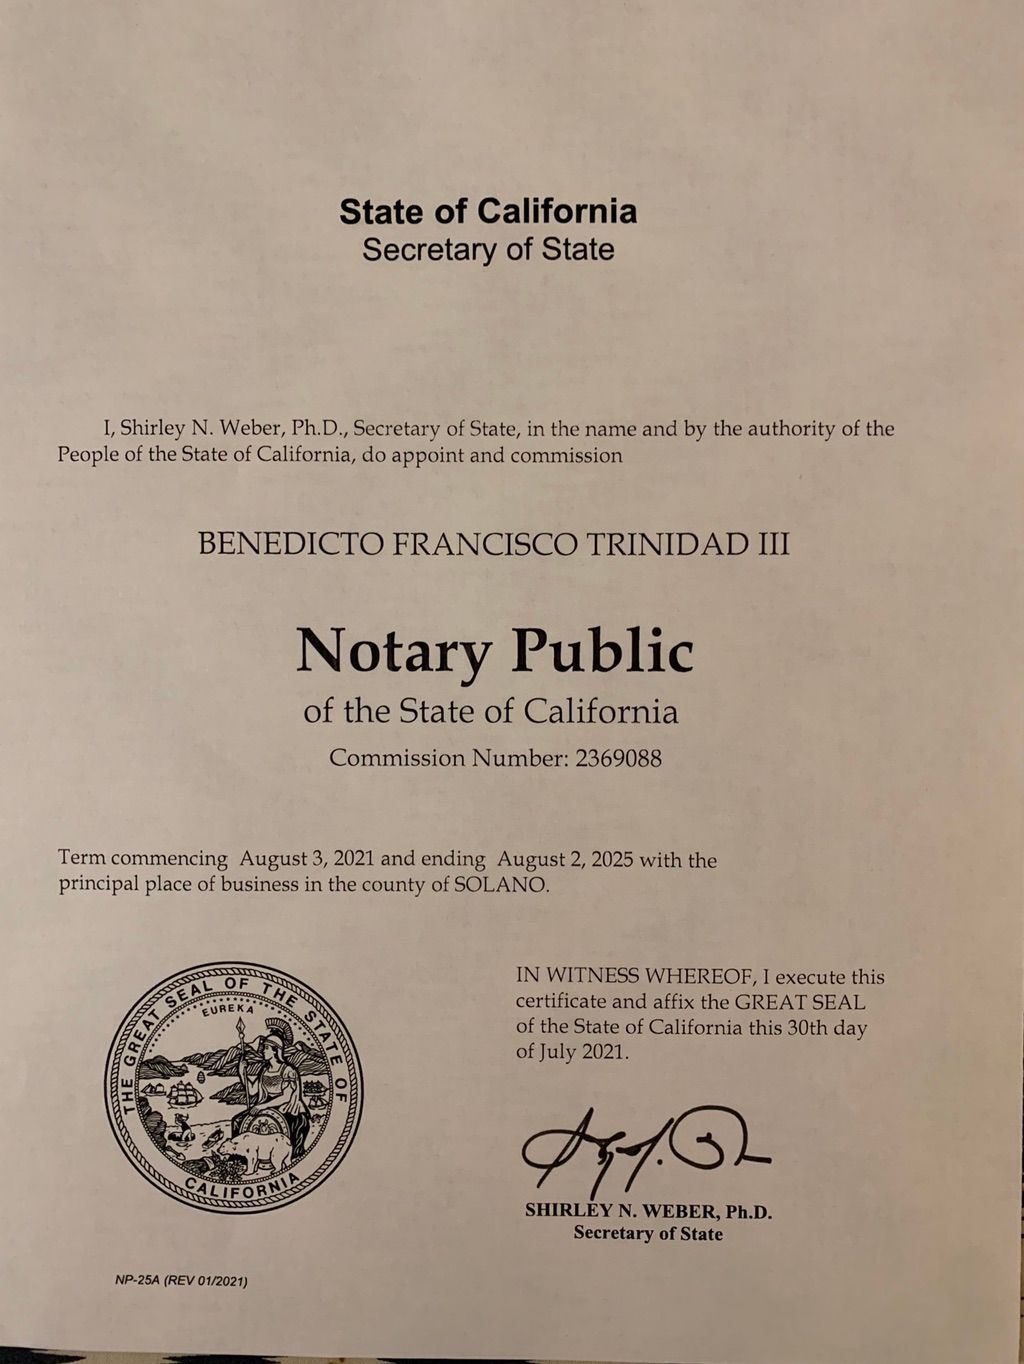 State of California
Secretary of State
I, Shirley N. Weber, Ph.D., Secretary of State, in the name and by the authority of the
People of the State of California, do appoint and commission
BENEDICTO FRANCISCO TRINIDAD III
Notary Public
of the State of California
Commission Number: 2369088
Term commencing August 3, 2021 and ending August 2, 2025 with the
principal place of business in the county of SOLANO.
THE GREAT SEAL OF THE STATE OF
EUREKA
CALIFORNIA
IN WITNESS WHEREOF, I execute this
certificate and affix the GREAT SEAL
of the State of California this 30th day
of July 2021.
SHIRLEY N. WEBER, Ph.D.
Secretary of State
NP-25A (REV 01/2021)